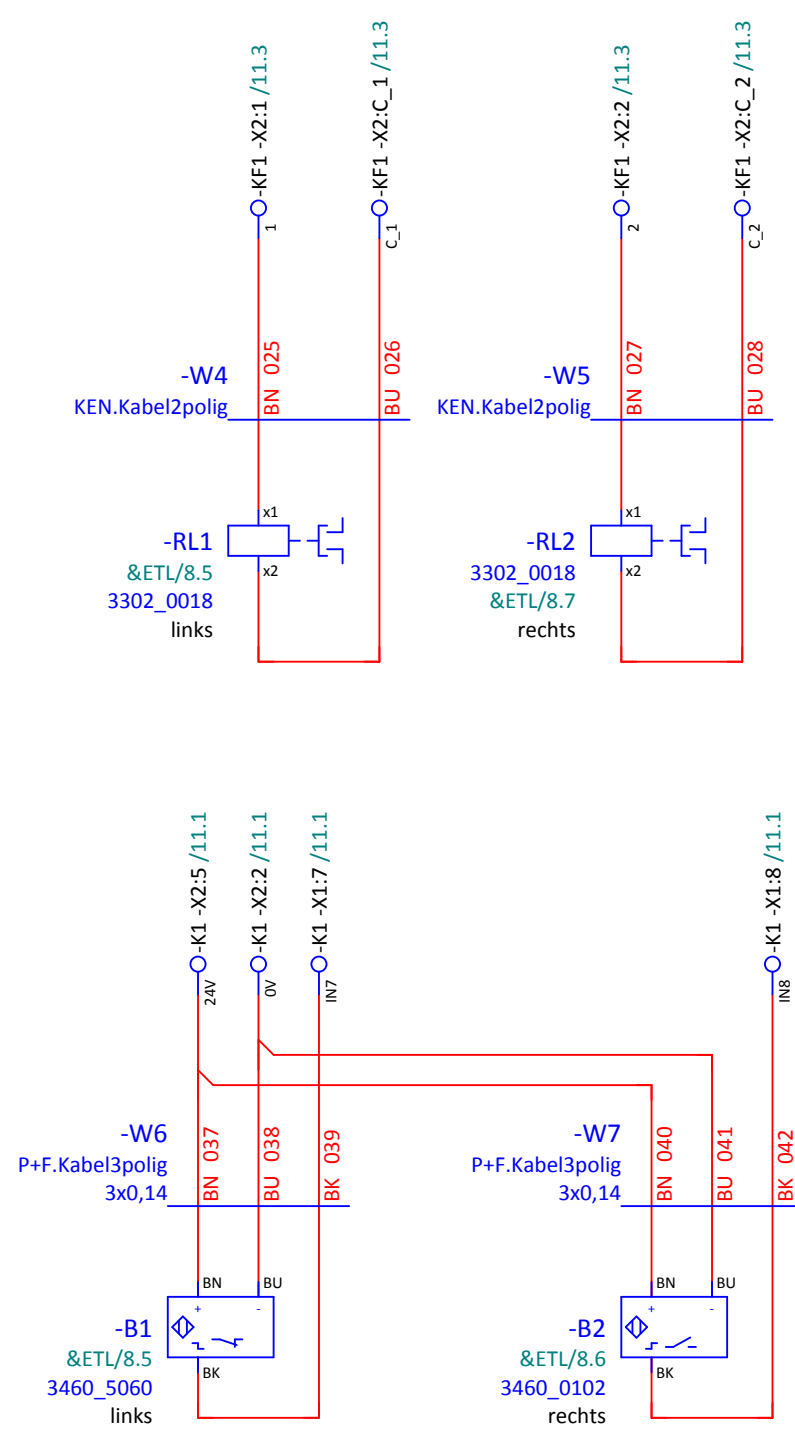 -KF1 -X2:1 /11.3
-KF1 -X2:C_1 /11.3
-KF1 -X2:2 /11.3
-KF1 -X2:C_2 /11.3
1
C_1
2
C_2
-W4
KEN.Kabel2polig
BN 025
BU 026
-W5
KEN.Kabel2polig
BN 027
BU 028
x1
-RL1
x2
&ETL/8.5
3302_0018
links
x1
-RL2
x2
3302_0018
&ETL/8.7
rechts
-K1 -X2:5 /11.1
-K1 -X2:2 /11.1
-K1 -X1:7 /11.1
-K1 -X1:8 /11.1
24V
0V
IN7
IN8
-W6
P+F.Kabel3polig
3x0,14
BN 037
BU 038
BK 039
-W7
P+F.Kabel3polig
3x0,14
BN 040
BU 041
BK 042
BN
BU
+ -
-B1
BK
&ETL/8.5
3460_5060
links
BN
BU
+ -
-B2
BK
&ETL/8.6
3460_0102
rechts